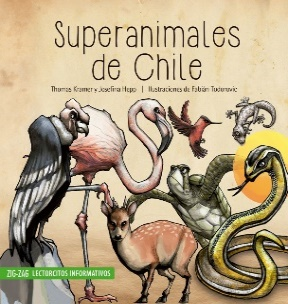 Superanimales
de Chile
Thomas Kramer y Josefina Hepp | Ilustraciones de Fabián Todorovic
ZIG-ZAG LECTORCITOS INFORMATIVOS